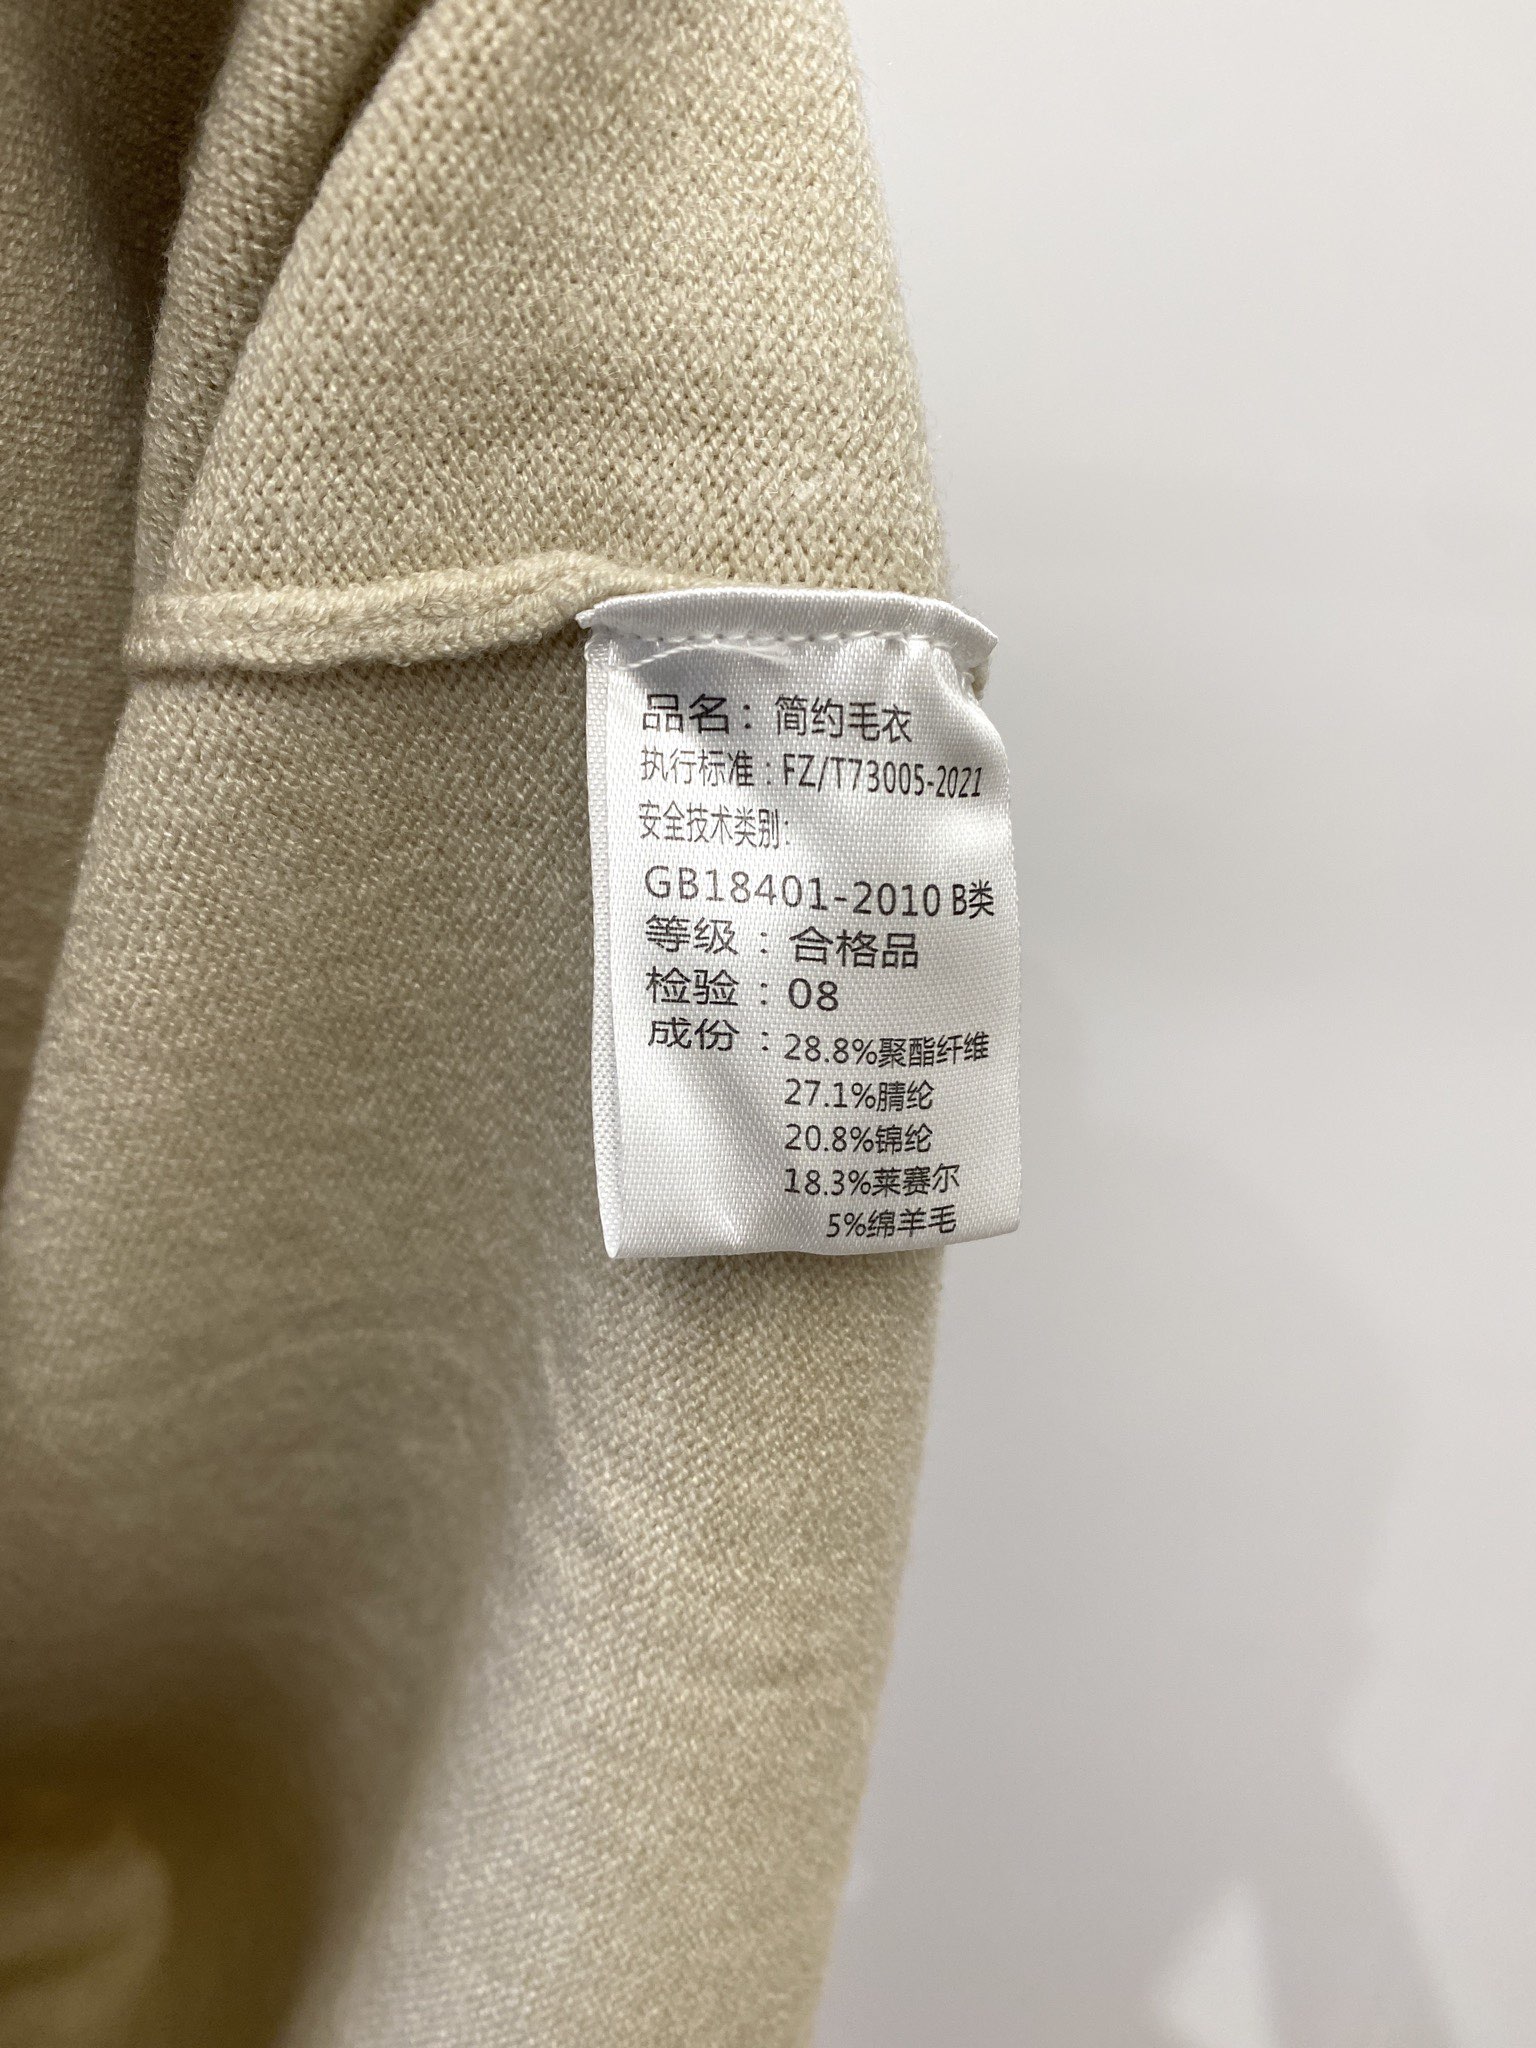 品名：简约毛衣
执行标准：FZ/T73005-2021
安全技术类别：
GB18401-2010 B类
等级：合格品
检验：08
成份：28.8%聚酯纤维
27.1%腈纶
20.8%锦纶
18.3%莱赛尔
5%绵羊毛